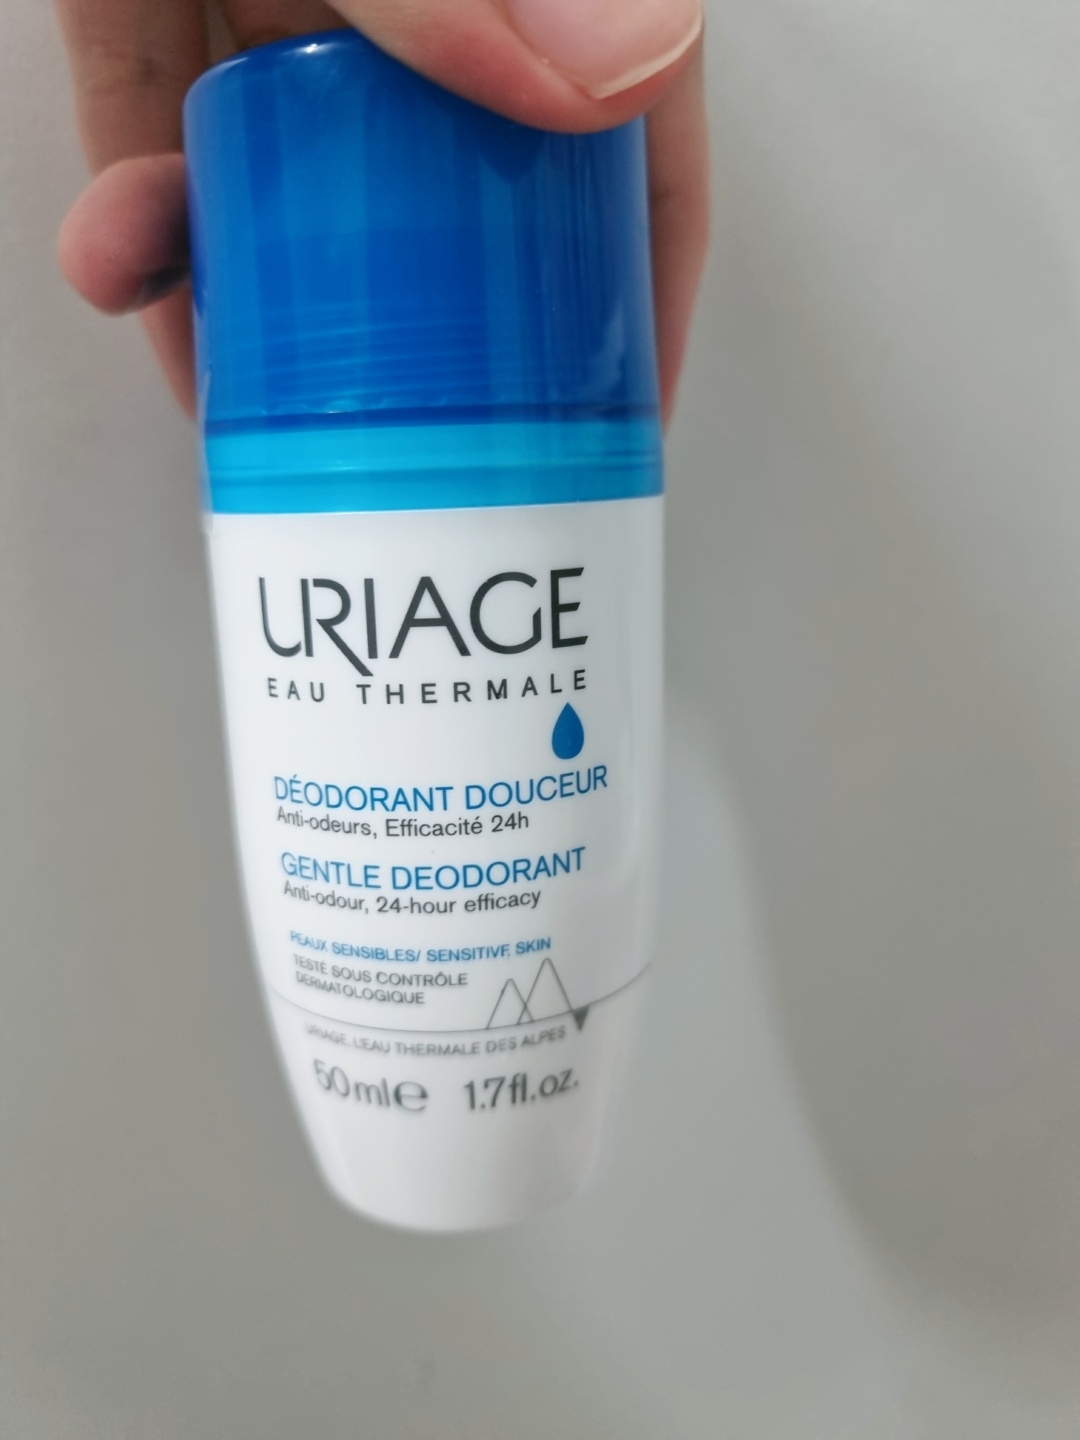 URIAGE
EAU THERMALE
DÉODORANT DOUCEUR
Anti-odeurs, Efficacité 24h
GENTLE DEODORANT
Anti-odour, 24-hour efficacy
PEAUX SENSIBLES/ SENSITIVE SKIN
TESTÉ SOUS CONTRÔLE
DERMATOLOGIQUE
URIAGE, L'EAU THERMALE DES ALPES
50ml℮ 1.7fl.oz.